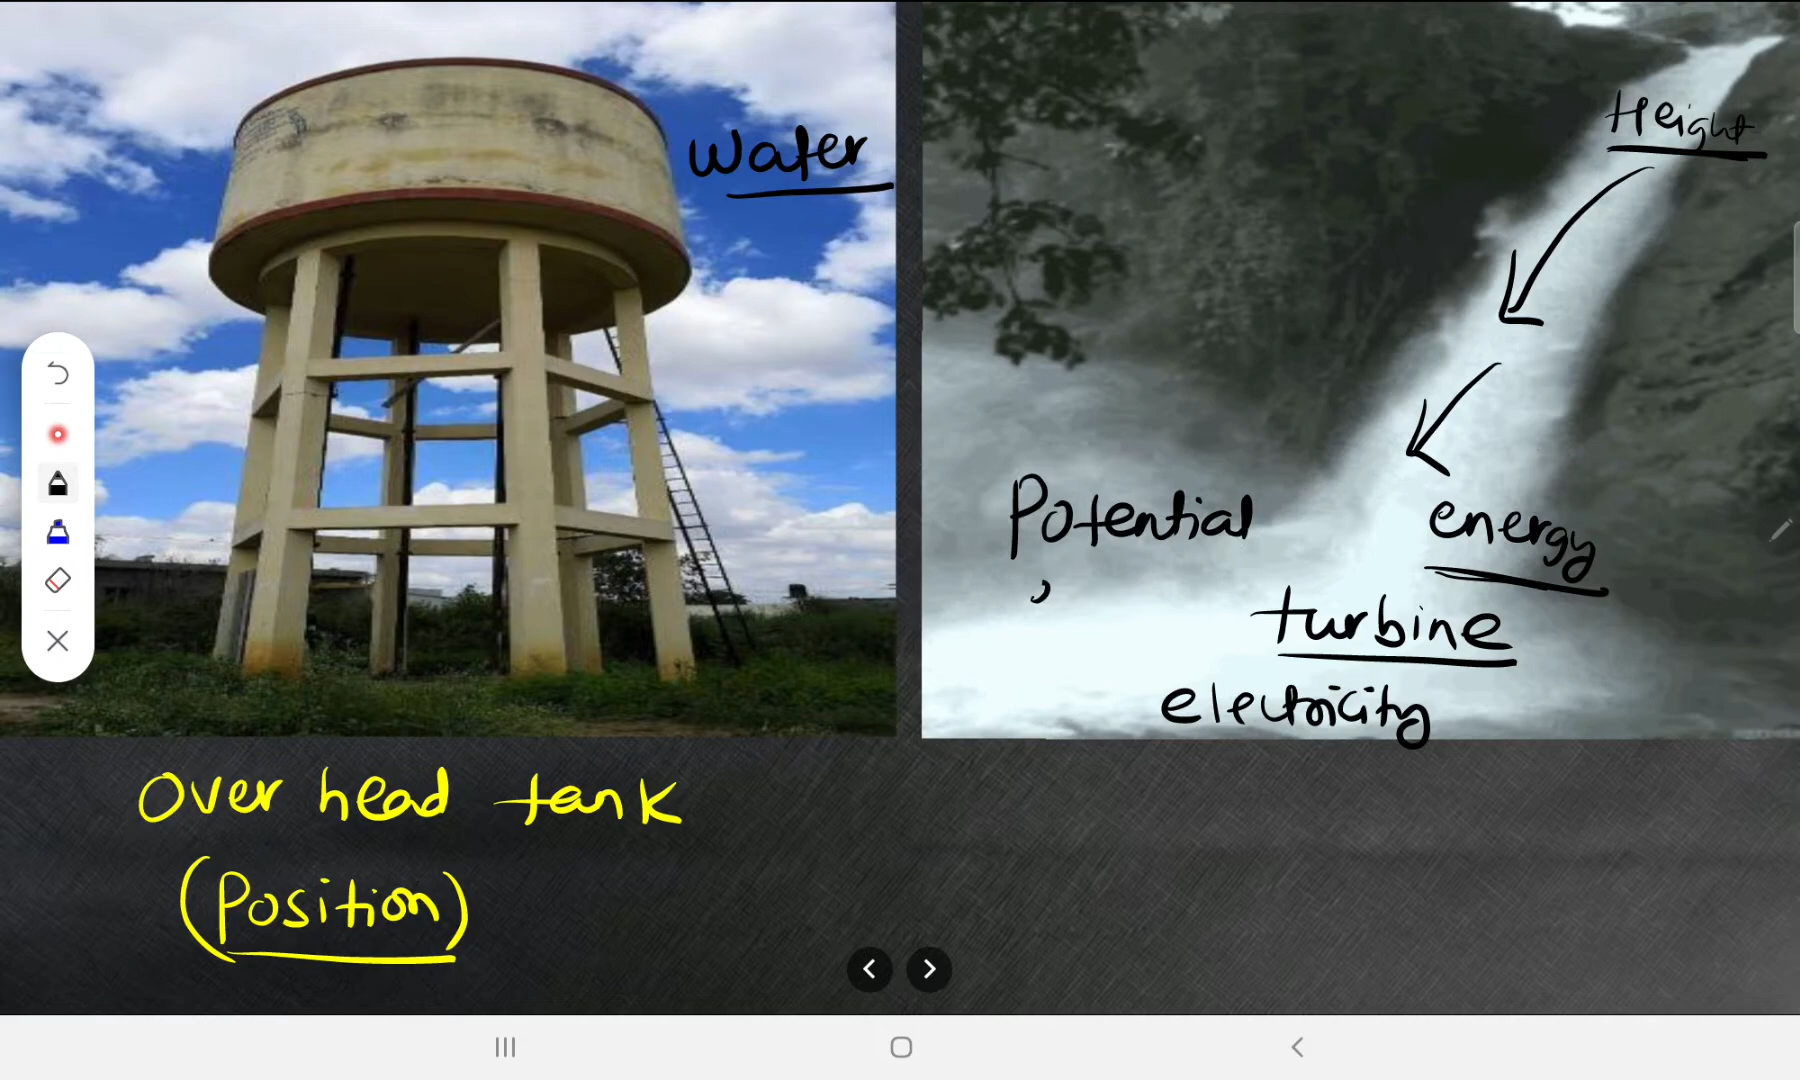 Water
Over head tank
(Position)
Height
Potential energy
,
turbine
electricity